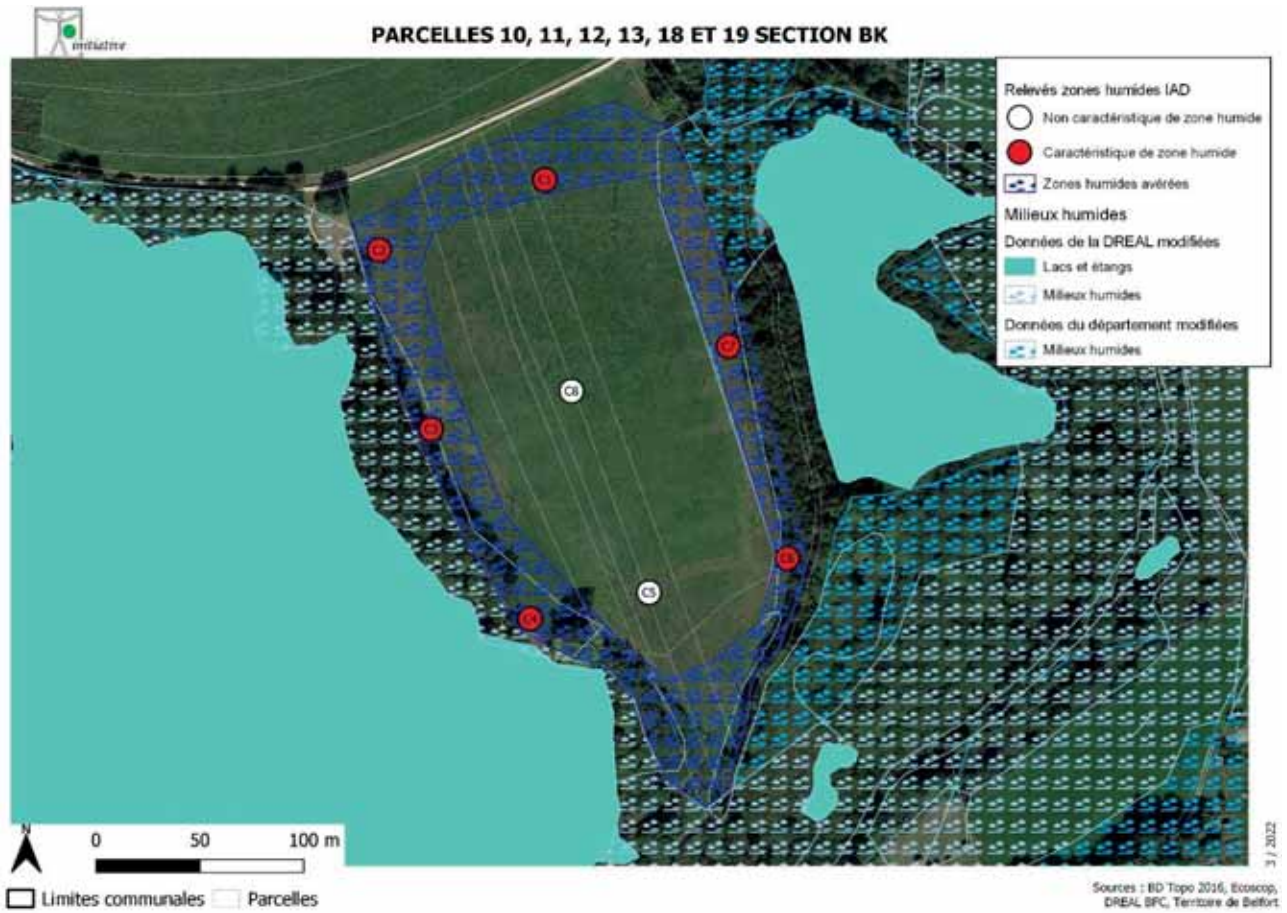 initiative
PARCELLES 10, 11, 12, 13, 18 ET 19 SECTION BK
Relevés zones humides IAD
Non caractéristique de zone humide
Caractéristique de zone humide
Zones humides avérées
Milieux humides
Données de la DREAL modifiées
Lacs et étangs
Milieux humides
Données du département modifiées
Milieux humides
C7
C8
C6
C5
C4
N
0 50 100 m
Limites communales Parcelles
3 / 2022
Sources : BD Topo 2016, Ecoscop,
DREAL BFC, Territoire de Belfort